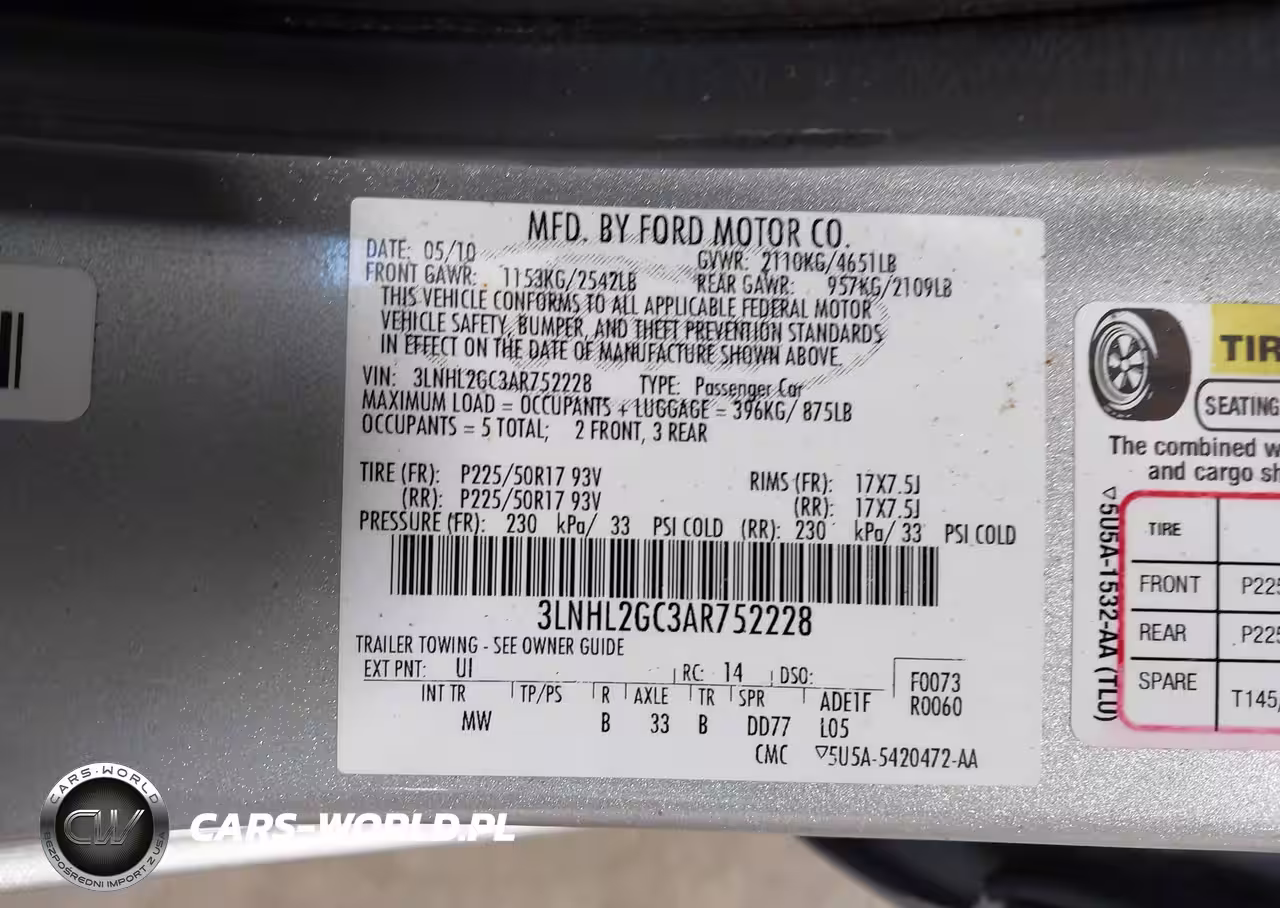 MFD. BY FORD MOTOR CO.
DATE: 05/10 GVWR: 2110KG/4651LB
FRONT GAWR: 1153KG/2542LB REAR GAWR: 957KG/2109LB
THIS VEHICLE CONFORMS TO ALL APPLICABLE FEDERAL MOTOR
VEHICLE SAFETY, BUMPER, AND THEFT PREVENTION STANDARDS
IN EFFECT ON THE DATE OF MANUFACTURE SHOWN ABOVE.
VIN: 3LNHL2GC3AR752228 TYPE: Passenger Car
MAXIMUM LOAD = OCCUPANTS + LUGGAGE = 396KG/ 875LB
OCCUPANTS = 5 TOTAL; 2 FRONT, 3 REAR
TIRE (FR): P225/50R17 93V RIMS (FR): 17X7.5J
(RR): P225/50R17 93V (RR): 17X7.5J
PRESSURE (FR): 230 kPa/ 33 PSI COLD (RR): 230 kPa/ 33 PSI COLD
3LNHL2GC3AR752228
TRAILER TOWING - SEE OWNER GUIDE
EXT PNT: UI RC: 14 DSO: F0073
R0060
INT TR TP/PS R AXLE TR SPR ADE1F
MW B 33 B DD77 L05
CMC ▽5U5A-5420472-AA
TIR
SEATING
The combined w
and cargo sh
▽5U5A-1532-AA (TLU)
TIRE
FRONT P225
REAR P225
SPARE T145/
CARS-WORLD
CW
BEZPOŚREDNI IMPORT Z USA
CARS-WORLD.PL